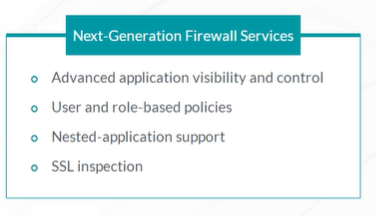 Next-Generation Firewall Services
Advanced application visibility and control
User and role-based policies
Nested-application support
SSL inspection